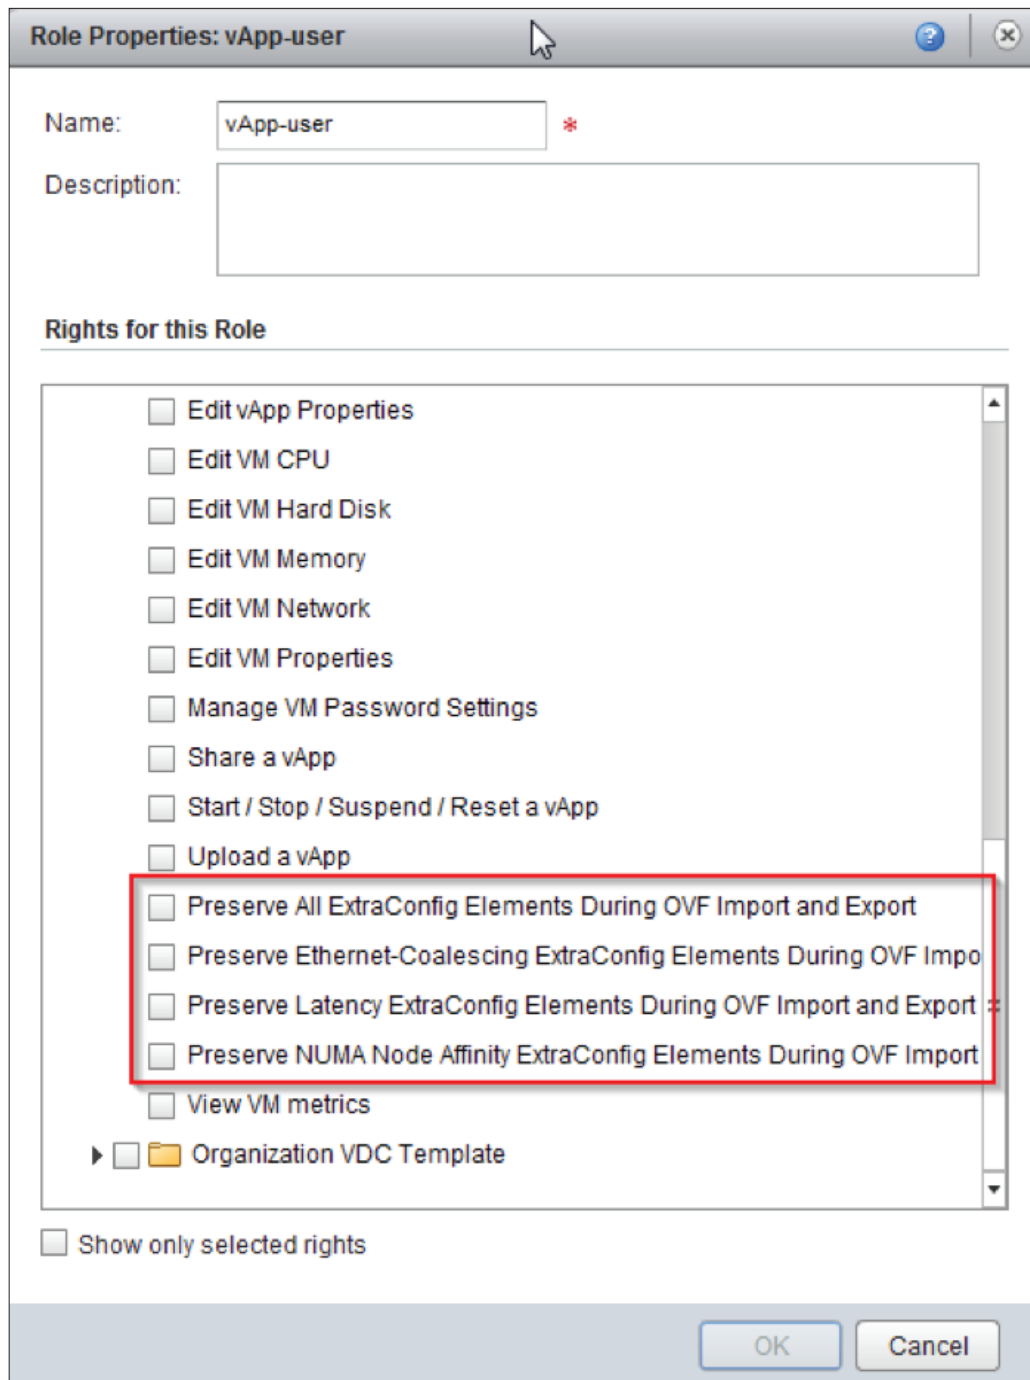 Role Properties: vApp-user
Name:
vApp-user
*
Description:
Rights for this Role
Edit vApp Properties
Edit VM CPU
Edit VM Hard Disk
Edit VM Memory
Edit VM Network
Edit VM Properties
Manage VM Password Settings
Share a vApp
Start / Stop / Suspend / Reset a vApp
Upload a vApp
Preserve All ExtraConfig Elements During OVF Import and Export
Preserve Ethernet-Coalescing ExtraConfig Elements During OVF Impo
Preserve Latency ExtraConfig Elements During OVF Import and Export
Preserve NUMA Node Affinity ExtraConfig Elements During OVF Import
View VM metrics
Organization VDC Template
Show only selected rights
OK
Cancel